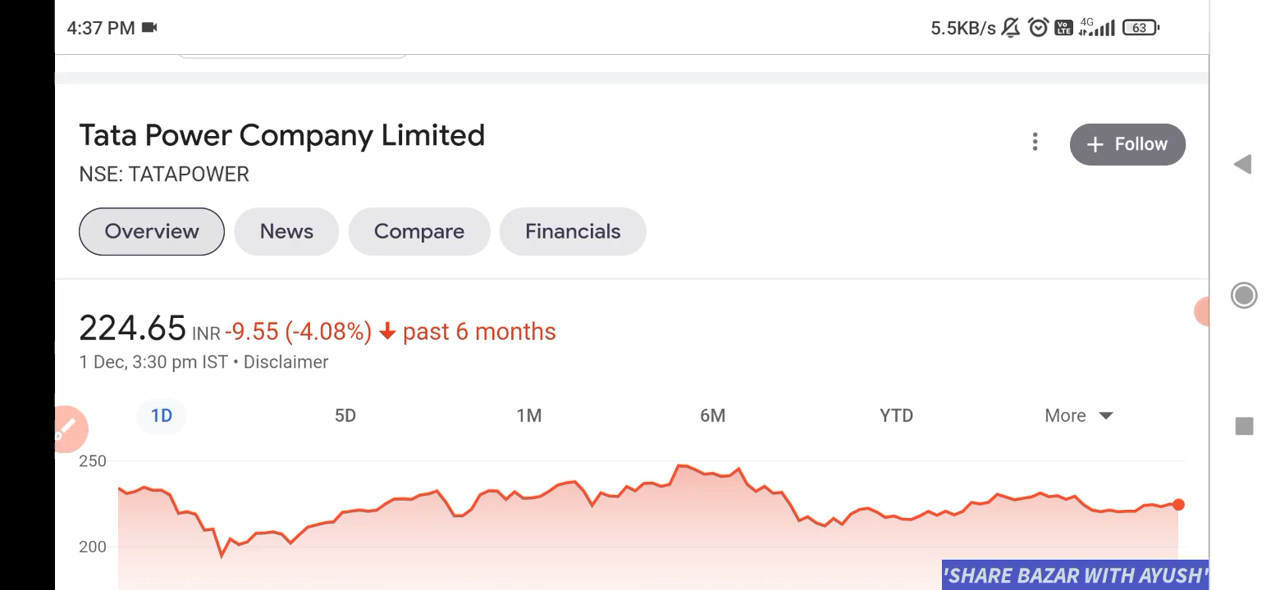 4:37 PM 5.5KB/s Vo LTE 4G 63
Tata Power Company Limited
+ Follow
NSE: TATAPOWER
Overview News Compare Financials
224.65 INR -9.55 (-4.08%) ↓ past 6 months
1 Dec, 3:30 pm IST • Disclaimer
1D 5D 1M 6M YTD More
250
200
'SHARE BAZAR WITH AYUSH'